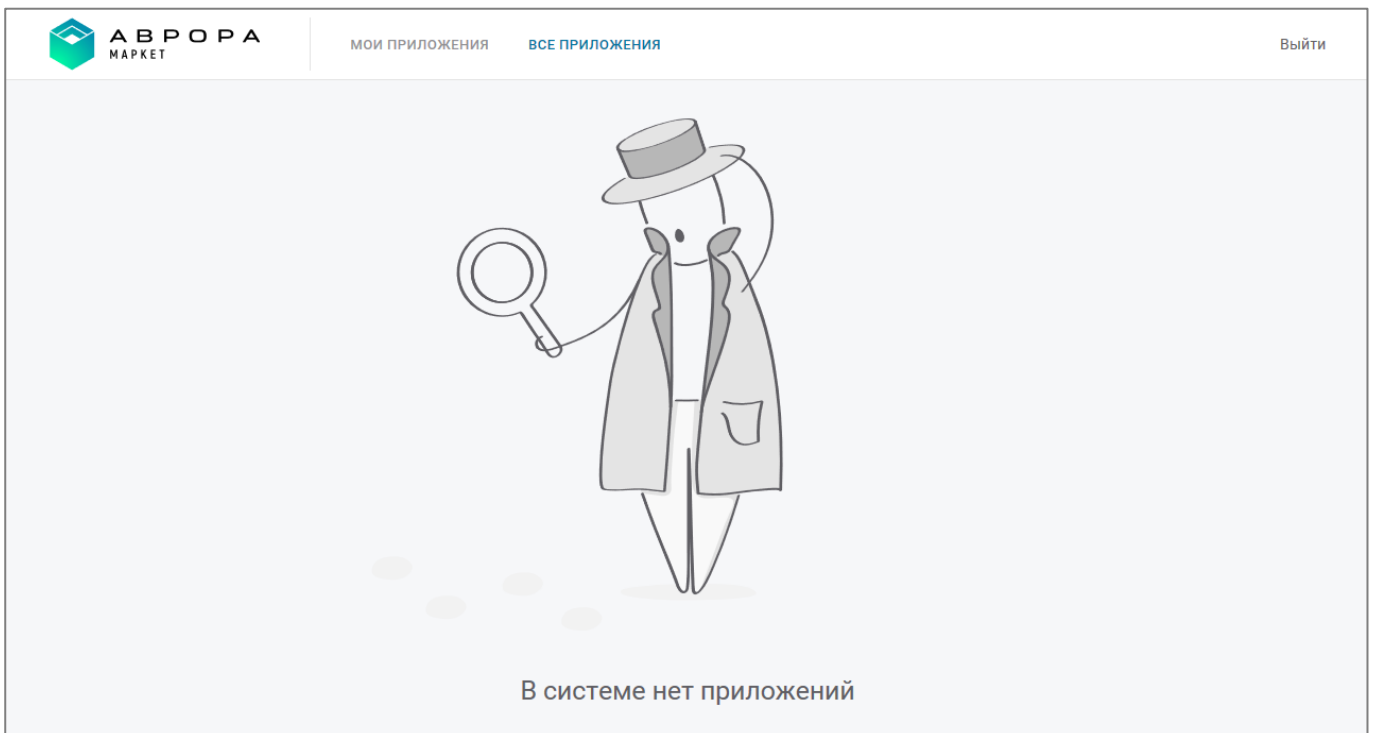 АВРОРА
МАРКЕТ
МОИ ПРИЛОЖЕНИЯ ВСЕ ПРИЛОЖЕНИЯ Выйти
В системе нет приложений